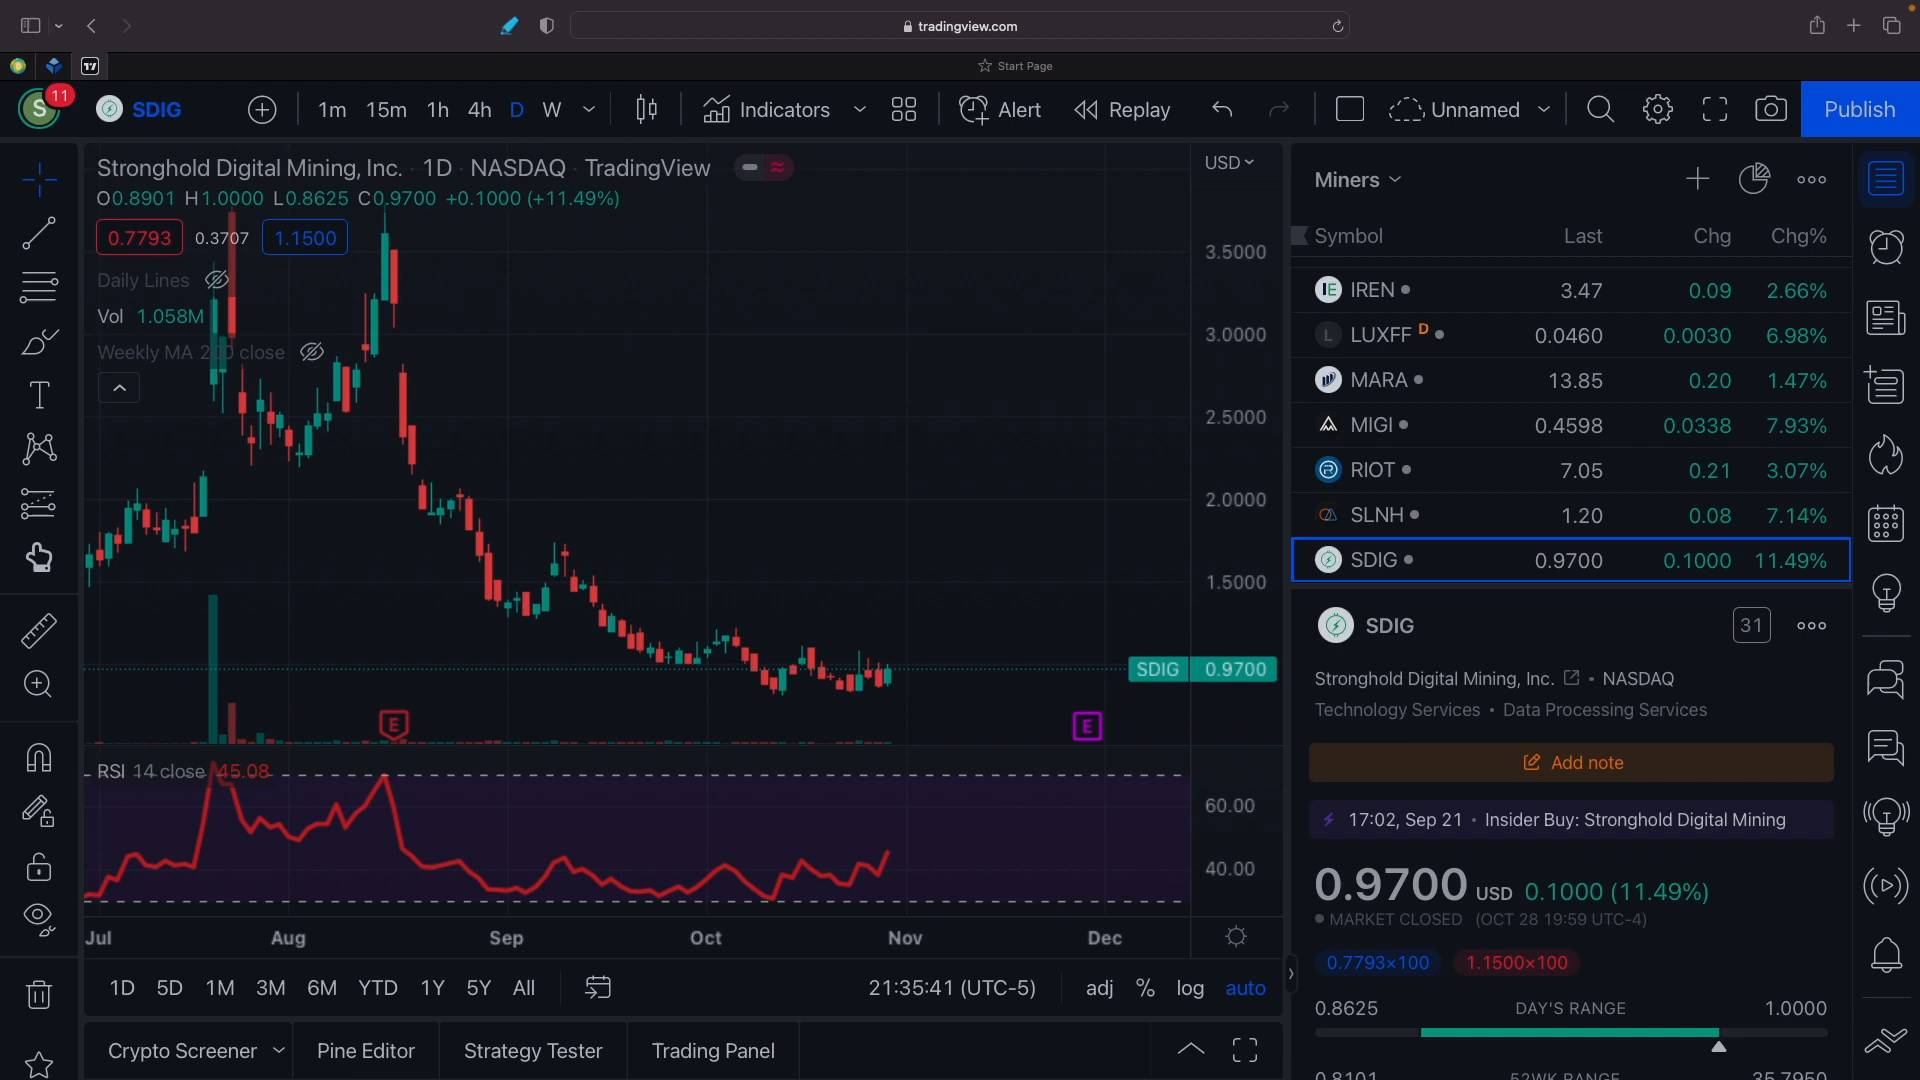 tradingview.com
Start Page
S
11
SDIG
1m 15m 1h 4h D W
Indicators
Alert
Replay
Unnamed
Publish
Stronghold Digital Mining, Inc. · 1D · NASDAQ · TradingView
O0.8901 H1.0000 L0.8625 C0.9700 +0.1000 (+11.49%)
0.7793 0.3707 1.1500
Daily Lines
Vol 1.058M
Weekly MA 200 close
USD
3.5000
3.0000
2.5000
2.0000
1.5000
SDIG 0.9700
E
E
RSI 14 close 45.08
60.00
40.00
Jul Aug Sep Oct Nov Dec
1D 5D 1M 3M 6M YTD 1Y 5Y All
21:35:41 (UTC-5)
adj % log auto
Crypto Screener Pine Editor Strategy Tester Trading Panel
Miners
Symbol Last Chg Chg%
IREN 3.47 0.09 2.66%
L LUXFF D 0.0460 0.0030 6.98%
MARA 13.85 0.20 1.47%
MIGI 0.4598 0.0338 7.93%
RIOT 7.05 0.21 3.07%
SLNH 1.20 0.08 7.14%
SDIG 0.9700 0.1000 11.49%
SDIG 31
Stronghold Digital Mining, Inc. • NASDAQ
Technology Services • Data Processing Services
Add note
17:02, Sep 21 • Insider Buy: Stronghold Digital Mining
0.9700 USD 0.1000 (11.49%)
MARKET CLOSED (OCT 28 19:59 UTC-4)
0.7793×100 1.1500×100
0.8625 DAY'S RANGE 1.0000
0.8101 52WK RANGE 35.7950